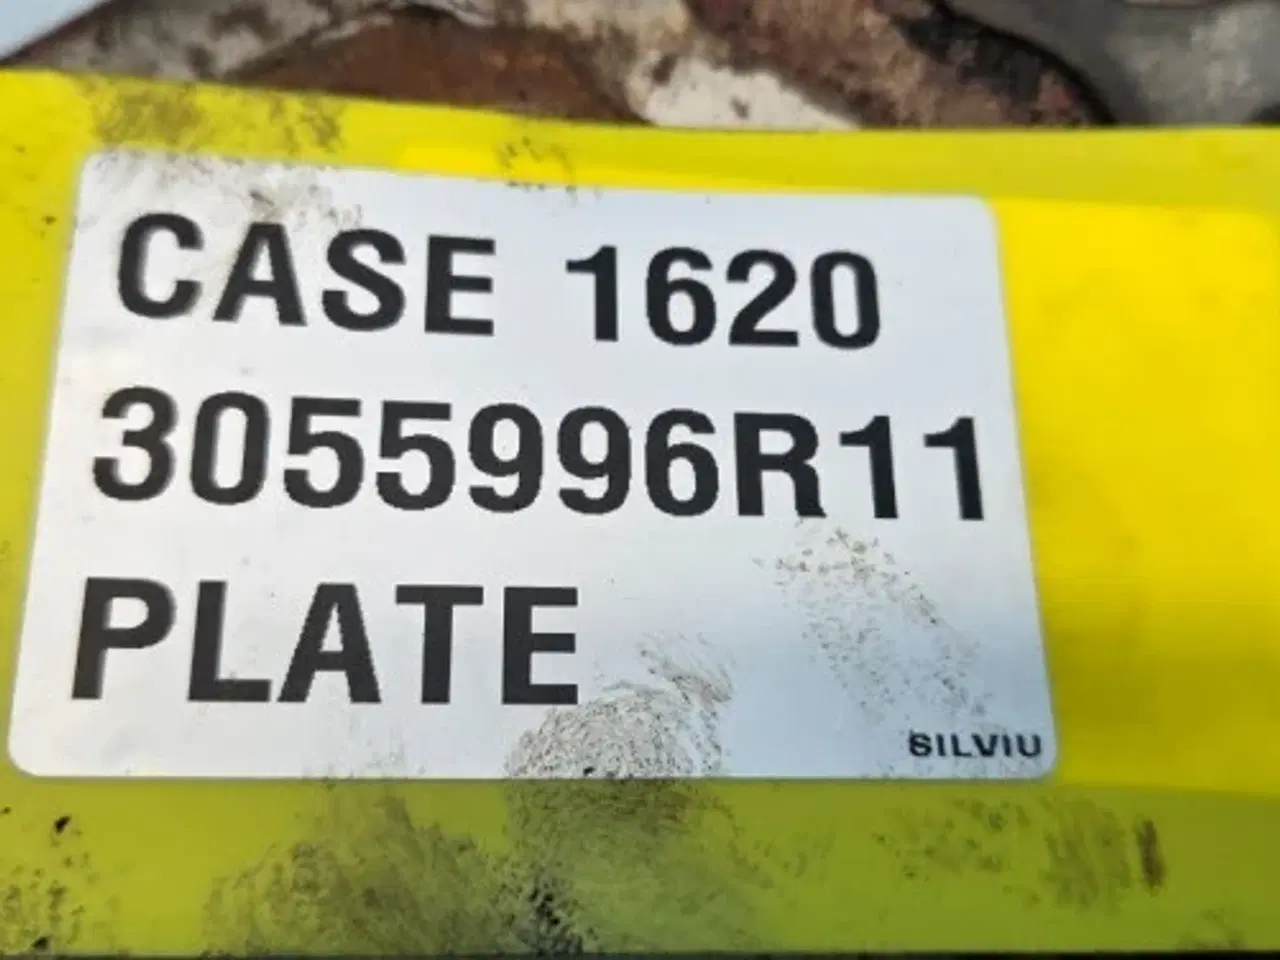 CASE 1620
3055996R11
PLATE
SILVIU